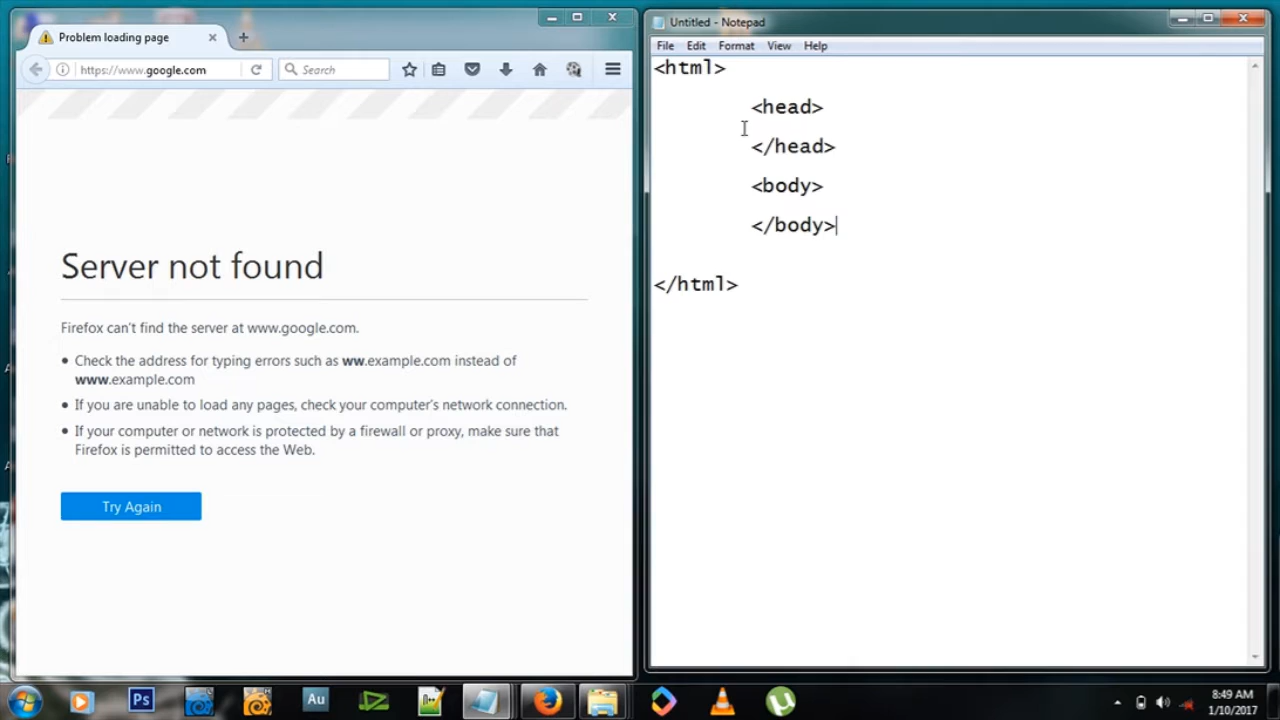 Problem loading page
https://www.google.com
Search
Server not found
Firefox can't find the server at www.google.com.
Check the address for typing errors such as ww.example.com instead of
www.example.com
If you are unable to load any pages, check your computer's network connection.
If your computer or network is protected by a firewall or proxy, make sure that
Firefox is permitted to access the Web.
Try Again
Untitled - Notepad
File Edit Format View Help
<html>
<head>
</head>
<body>
</body>
</html>
Ps
Au
8:49 AM
1/10/2017